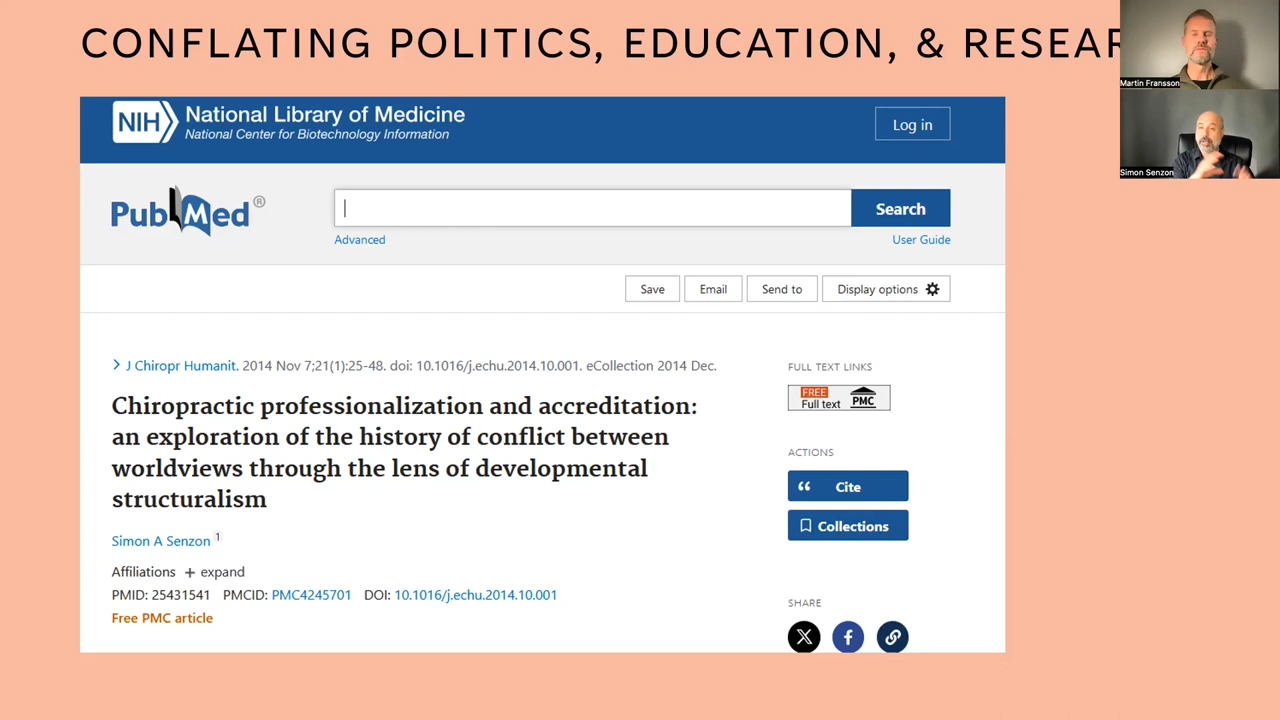 CONFLATING POLITICS, EDUCATION, & RESEAR
Martin Fransson
Simon Senzon
NIH
National Library of Medicine
National Center for Biotechnology Information
Log in
PubMed®
Search
Advanced
User Guide
Save
Email
Send to
Display options
J Chiropr Humanit. 2014 Nov 7;21(1):25-48. doi: 10.1016/j.echu.2014.10.001. eCollection 2014 Dec.
Chiropractic professionalization and accreditation:
an exploration of the history of conflict between
worldviews through the lens of developmental
structuralism
Simon A Senzon 1
Affiliations + expand
PMID: 25431541 PMCID: PMC4245701 DOI: 10.1016/j.echu.2014.10.001
Free PMC article
FULL TEXT LINKS
FREE
Full text
PMC
ACTIONS
Cite
Collections
SHARE